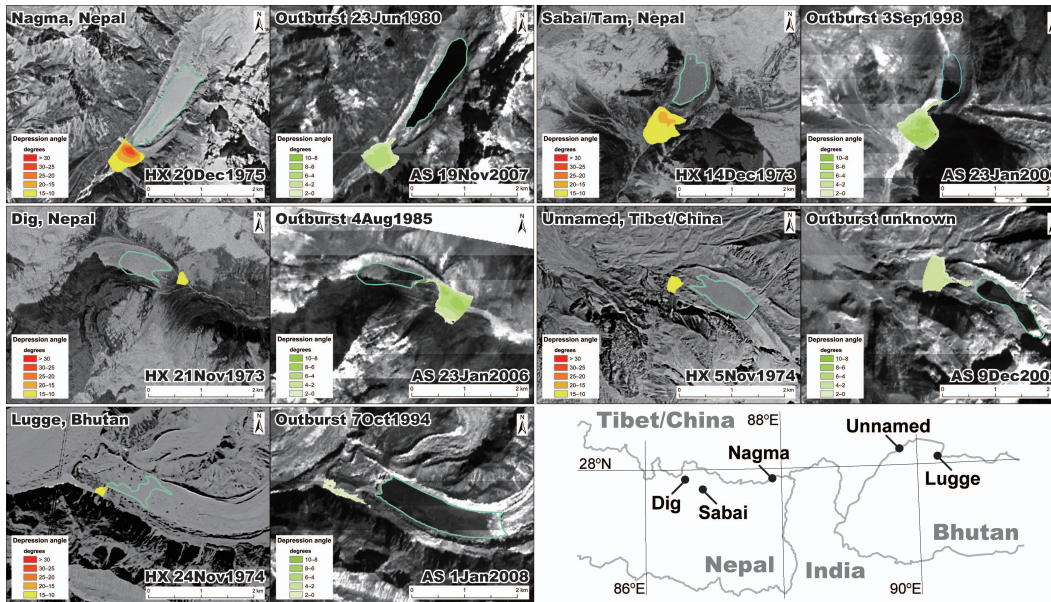 Nagma, Nepal
N
Depression angle
degrees
> 30
30-25
25-20
20-15
15-10
HX 20Dec1975
0 1 2 km
Outburst 23Jun1980
N
Depression angle
degrees
10-8
8-6
6-4
4-2
2-0
AS 19Nov2007
0 1 2 km
Sabai/Tam, Nepal
N
Depression angle
degrees
> 30
30-25
25-20
20-15
15-10
HX 14Dec1973
0 1 2 km
Outburst 3Sep1998
Depression angle
degrees
10-8
8-6
6-4
4-2
2-0
0 1
Dig, Nepal
N
Depression angle
degrees
> 30
30-25
25-20
20-15
15-10
HX 21Nov1973
0 1 2 km
Outburst 4Aug1985
N
Depression angle
degrees
10-8
8-6
6-4
4-2
2-0
AS 23Jan2006
0 1 2 km
Unnamed, Tibet/China
N
Depression angle
degrees
> 30
30-25
25-20
20-15
15-10
HX 5Nov1974
0 1 2 km
Outburst unknown
Depression angle
degrees
10-8
8-6
6-4
4-2
2-0
0 1
Lugge, Bhutan
N
Depression angle
degrees
> 30
30-25
25-20
20-15
15-10
HX 24Nov1974
0 1 2 km
Outburst 7Oct1994
N
Depression angle
degrees
10-8
8-6
6-4
4-2
2-0
AS 1Jan2008
0 1 2 km
Tibet/China
88ºE
Unnamed
28ºN
Nagma
Lugge
Dig
Sabai
Bhutan
Nepal
India
86ºE
90ºE